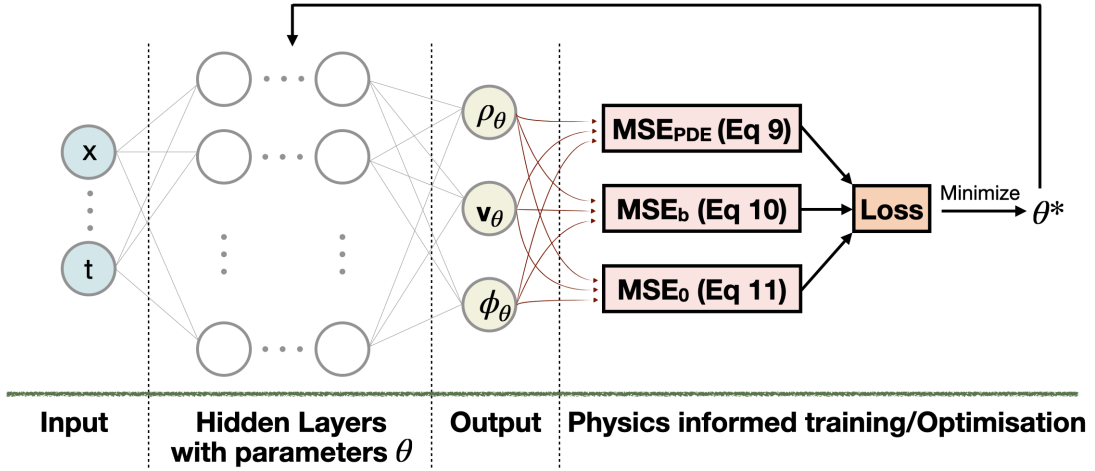 x
t
ρθ
vθ
ϕθ
MSEPDE (Eq 9)
MSEb (Eq 10)
MSE0 (Eq 11)
Loss
Minimize
θ*
Input
Hidden Layers
with parameters θ
Output
Physics informed training/Optimisation